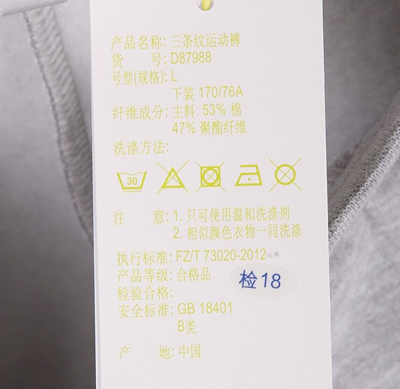 产品名称: 三条纹运动裤
货 号: D87988
号型(规格): L
下装 170/76A
纤维成分: 主料: 53% 棉
47% 聚酯纤维
洗涤方法:
30
注 意: 1. 只可使用温和洗涤剂
2. 相似颜色衣物一同洗涤
执行标准: FZ/T 73020-2012
产品等级: 合格品
检验合格: 检18
安全标准: GB 18401
B类
产 地: 中国